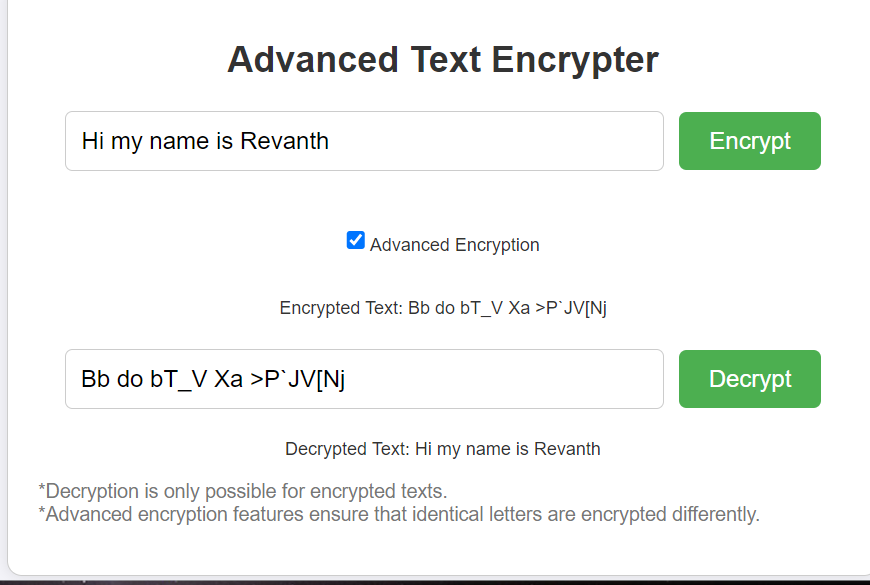 Advanced Text Encrypter
Hi my name is Revanth
Encrypt
Advanced Encryption
Encrypted Text: Bb do bT_V Xa >P`JV[Nj
Bb do bT_V Xa >P`JV[Nj
Decrypt
Decrypted Text: Hi my name is Revanth
*Decryption is only possible for encrypted texts.
*Advanced encryption features ensure that identical letters are encrypted differently.